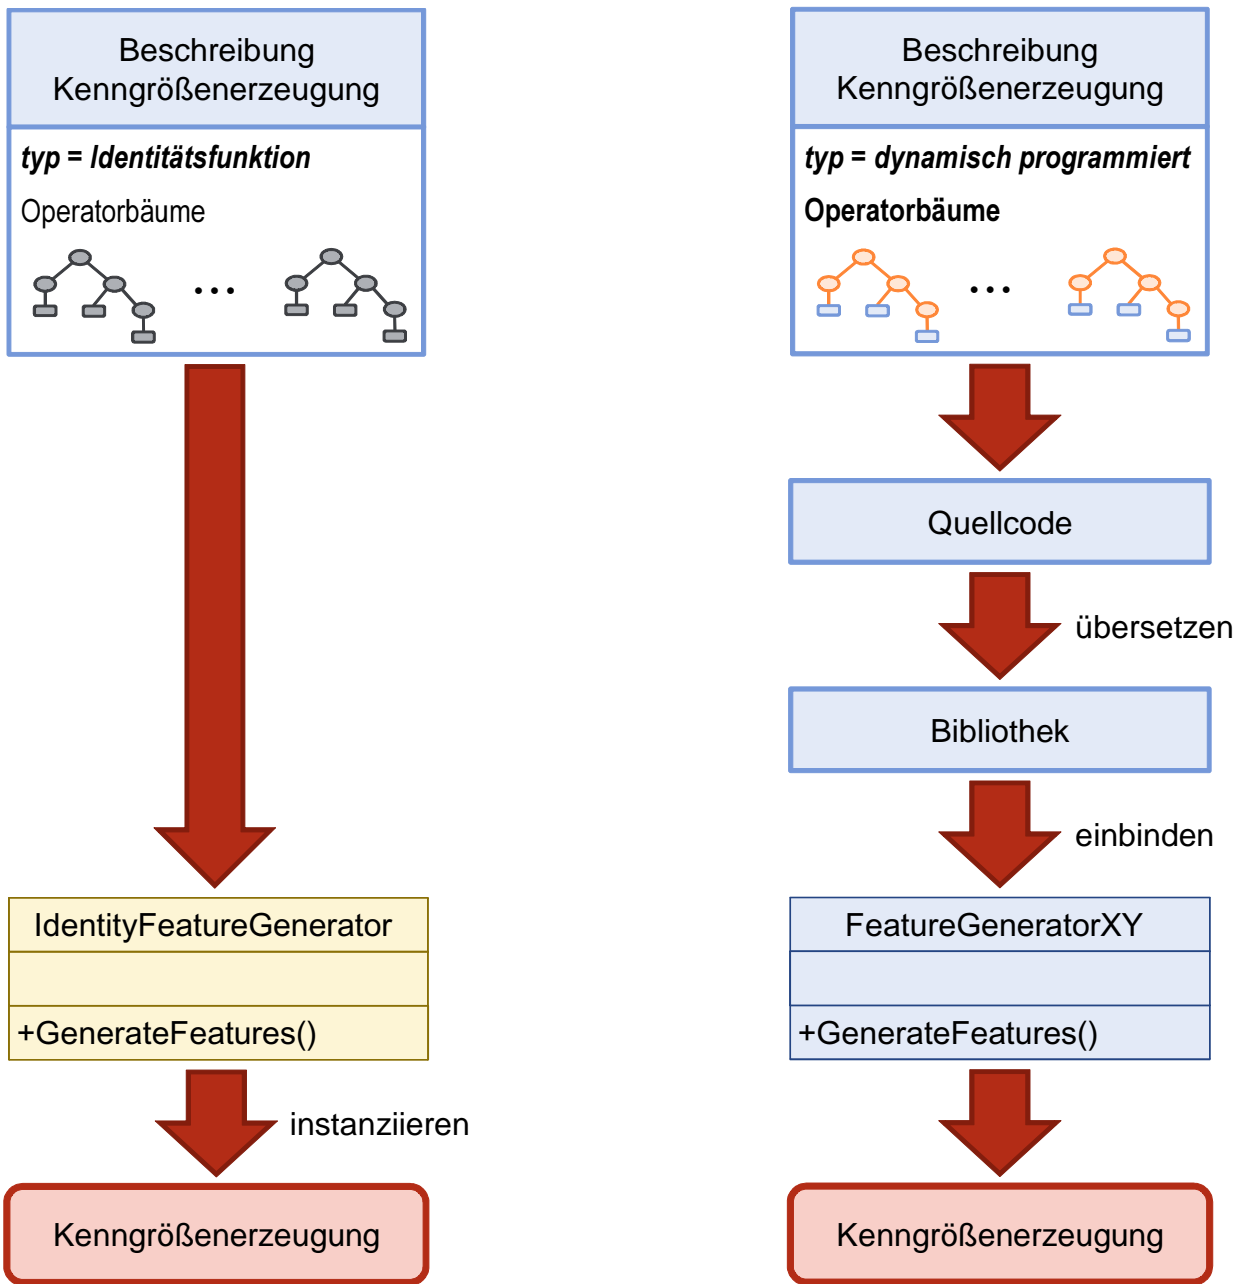 Beschreibung
Kenngrößenerzeugung
typ = Identitätsfunktion
Operatorbäume
...
IdentityFeatureGenerator
+GenerateFeatures()
instanziieren
Kenngrößenerzeugung
Beschreibung
Kenngrößenerzeugung
typ = dynamisch programmiert
Operatorbäume
...
Quellcode
übersetzen
Bibliothek
einbinden
FeatureGeneratorXY
+GenerateFeatures()
Kenngrößenerzeugung